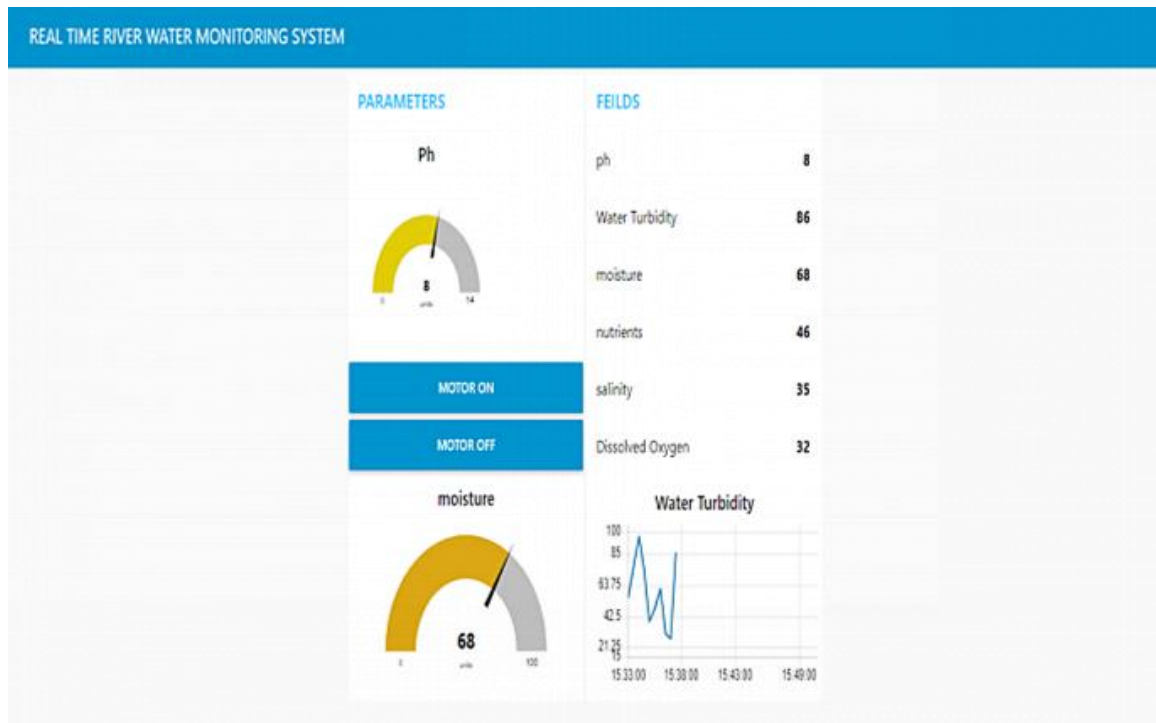 REAL TIME RIVER WATER MONITORING SYSTEM
PARAMETERS
Ph
8
units
0
14
MOTOR ON
MOTOR OFF
moisture
68
units
0
100
FEILDS
ph 8
Water Turbidity 86
moisture 68
nutrients 46
salinity 35
Dissolved Oxygen 32
Water Turbidity
100
85
63.75
42.5
21.25
15
15:33:00 15:38:00 15:43:00 15:49:00